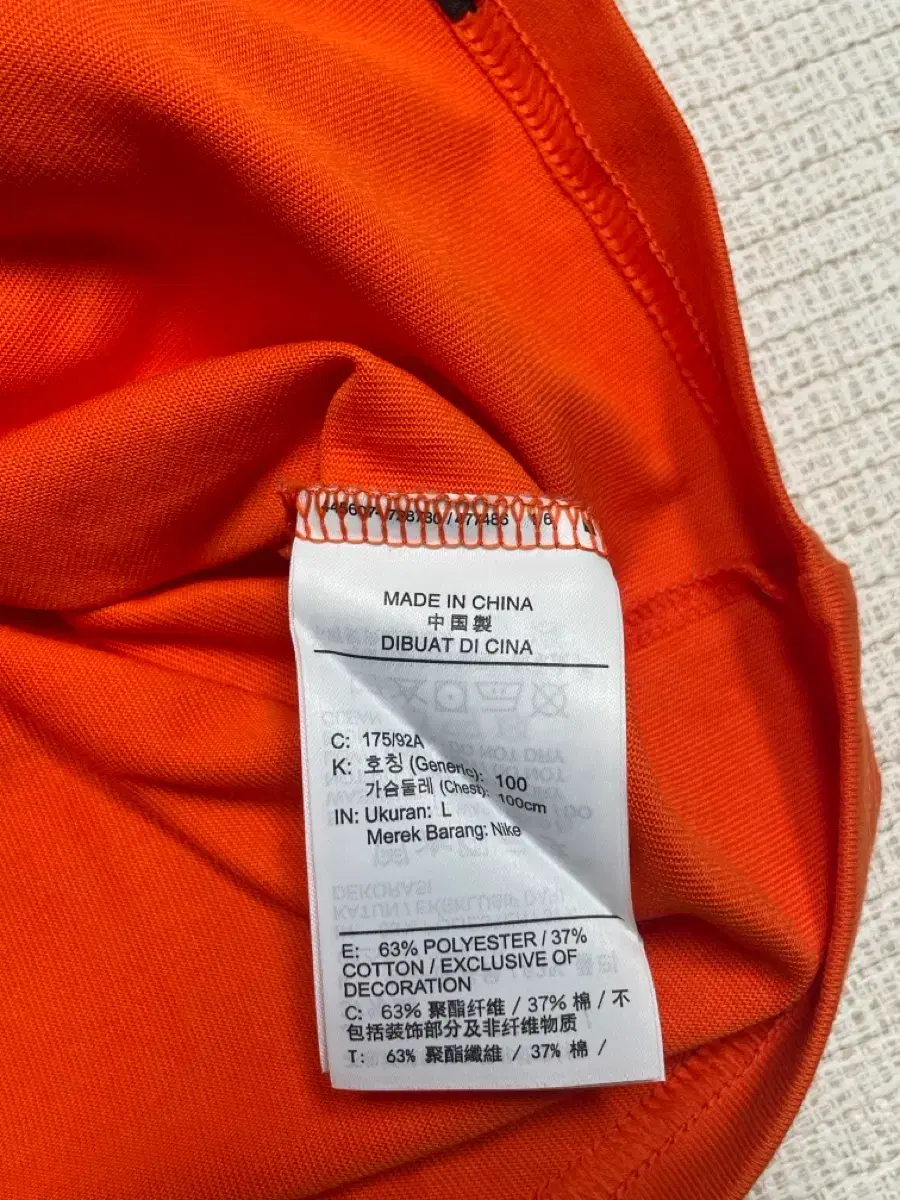 MADE IN CHINA
中国製
DIBUAT DI CINA
C: 175/92A
K: 호칭 (Generic): 100
가슴둘레 (Chest): 100cm
IN: Ukuran: L
Merek Barang: Nike
E: 63% POLYESTER / 37%
COTTON / EXCLUSIVE OF
DECORATION
C: 63% 聚酯纤维 / 37% 棉 / 不
包括装饰部分及非纤维物质
T: 63% 聚酯纖維 / 37% 棉 /